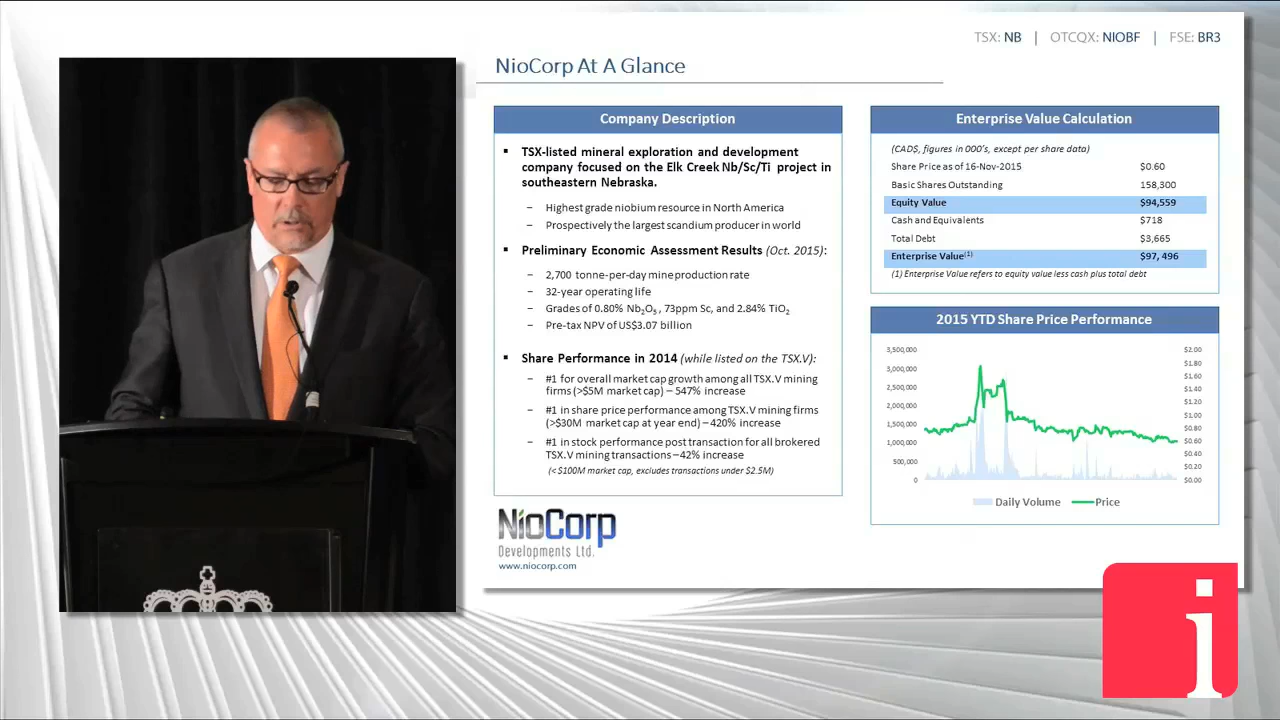 TSX: NB | OTCQX: NIOBF | FSE: BR3
NioCorp At A Glance
Company Description
▪ TSX-listed mineral exploration and development
company focused on the Elk Creek Nb/Sc/Ti project in
southeastern Nebraska.
– Highest grade niobium resource in North America
– Prospectively the largest scandium producer in world
▪ Preliminary Economic Assessment Results (Oct. 2015):
– 2,700 tonne-per-day mine production rate
– 32-year operating life
– Grades of 0.80% Nb₂O₅ , 73ppm Sc, and 2.84% TiO₂
– Pre-tax NPV of US$3.07 billion
▪ Share Performance in 2014 (while listed on the TSX.V):
– #1 for overall market cap growth among all TSX.V mining
firms (>$5M market cap) – 547% increase
– #1 in share price performance among TSX.V mining firms
(>$30M market cap at year end) – 420% increase
– #1 in stock performance post transaction for all brokered
TSX.V mining transactions – 42% increase
(< $100M market cap, excludes transactions under $2.5M)
NioCorp
Developments Ltd.
www.niocorp.com
Enterprise Value Calculation
(CAD$, figures in 000's, except per share data)
Share Price as of 16-Nov-2015 $0.60
Basic Shares Outstanding 158,300
Equity Value $94,559
Cash and Equivalents $718
Total Debt $3,665
Enterprise Value(1) $97, 496
(1) Enterprise Value refers to equity value less cash plus total debt
2015 YTD Share Price Performance
3,500,000 $2.00
$1.80
3,000,000
$1.60
2,500,000
$1.40
2,000,000 $1.20
1,500,000 $1.00
$0.80
1,000,000
$0.60
500,000
$0.40
$0.20
0 $0.00
Daily Volume Price
i